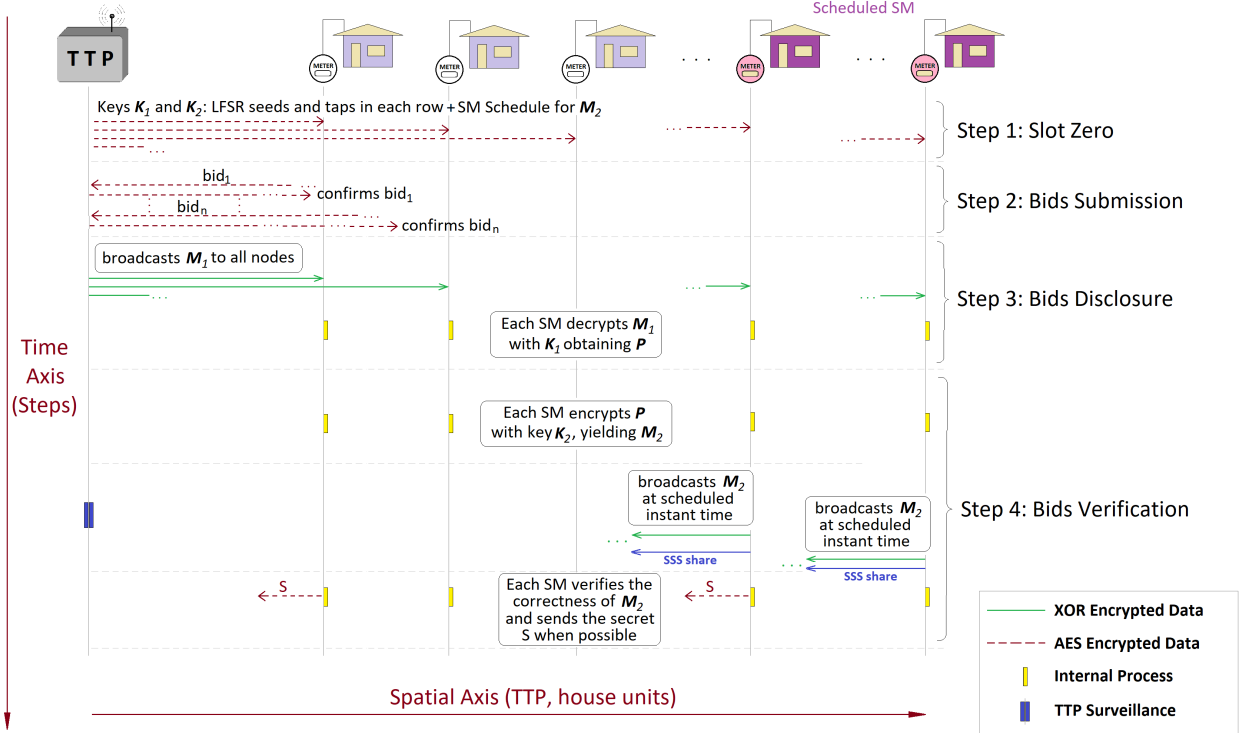 Scheduled SM
TTP
METER
METER
METER
. . .
METER
. . .
METER
Keys K1 and K2: LFSR seeds and taps in each row + SM Schedule for M2
...
...
...
Step 1: Slot Zero
bid1
...
... confirms bid1
bidn
...
... confirms bidn
Step 2: Bids Submission
broadcasts M1 to all nodes
...
...
...
Step 3: Bids Disclosure
Each SM decrypts M1
with K1 obtaining P
Time
Axis
(Steps)
Each SM encrypts P
with key K2, yielding M2
broadcasts M2
at scheduled
instant time
...
SSS share
broadcasts M2
at scheduled
instant time
...
SSS share
Step 4: Bids Verification
S
Each SM verifies the
correctness of M2
and sends the secret
S when possible
S
XOR Encrypted Data
AES Encrypted Data
Internal Process
TTP Surveillance
Spatial Axis (TTP, house units)